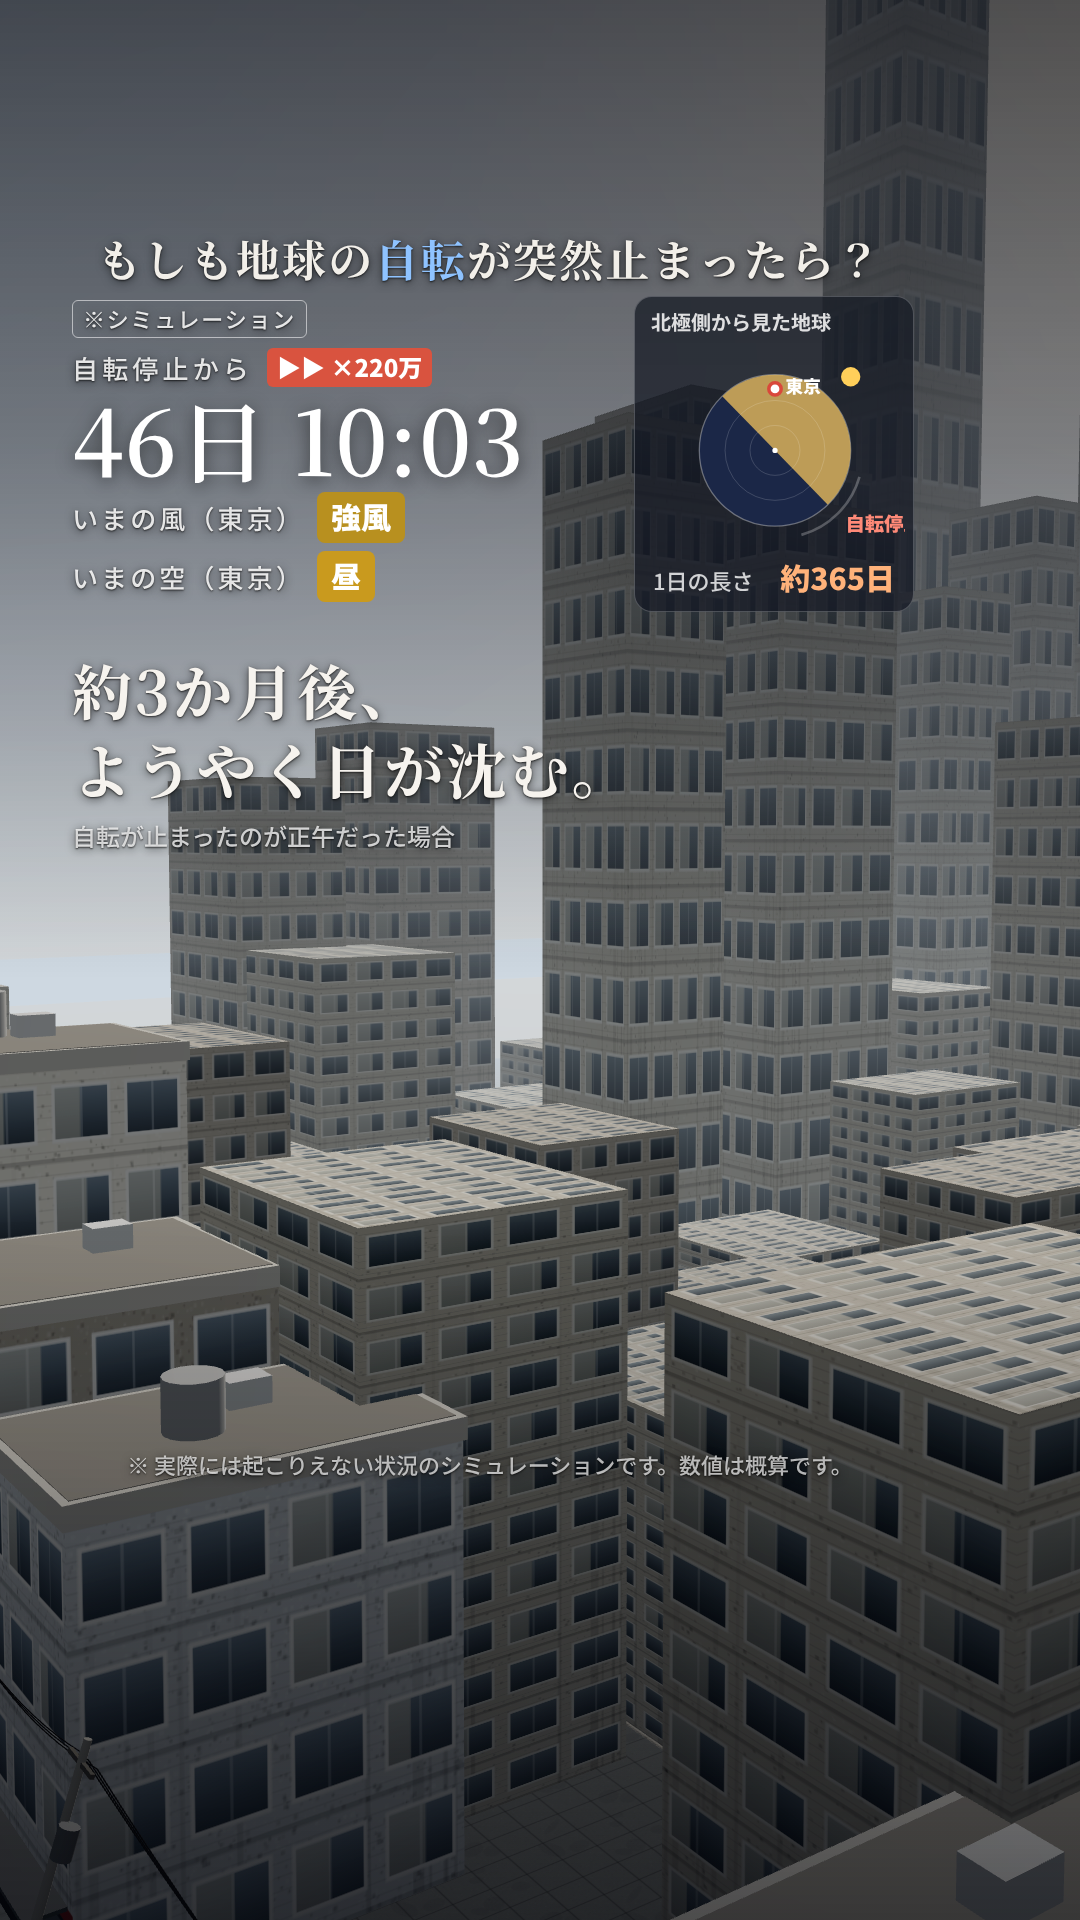 もしも地球の自転が突然止まったら？
※シミュレーション
自転停止から ▶▶ ×220万
46日 10:03
いまの風（東京） 強風
いまの空（東京） 昼
北極側から見た地球
東京
自転停
1日の長さ 約365日
約3か月後、
ようやく日が沈む。
自転が止まったのが正午だった場合
※ 実際には起こりえない状況のシミュレーションです。数値は概算です。